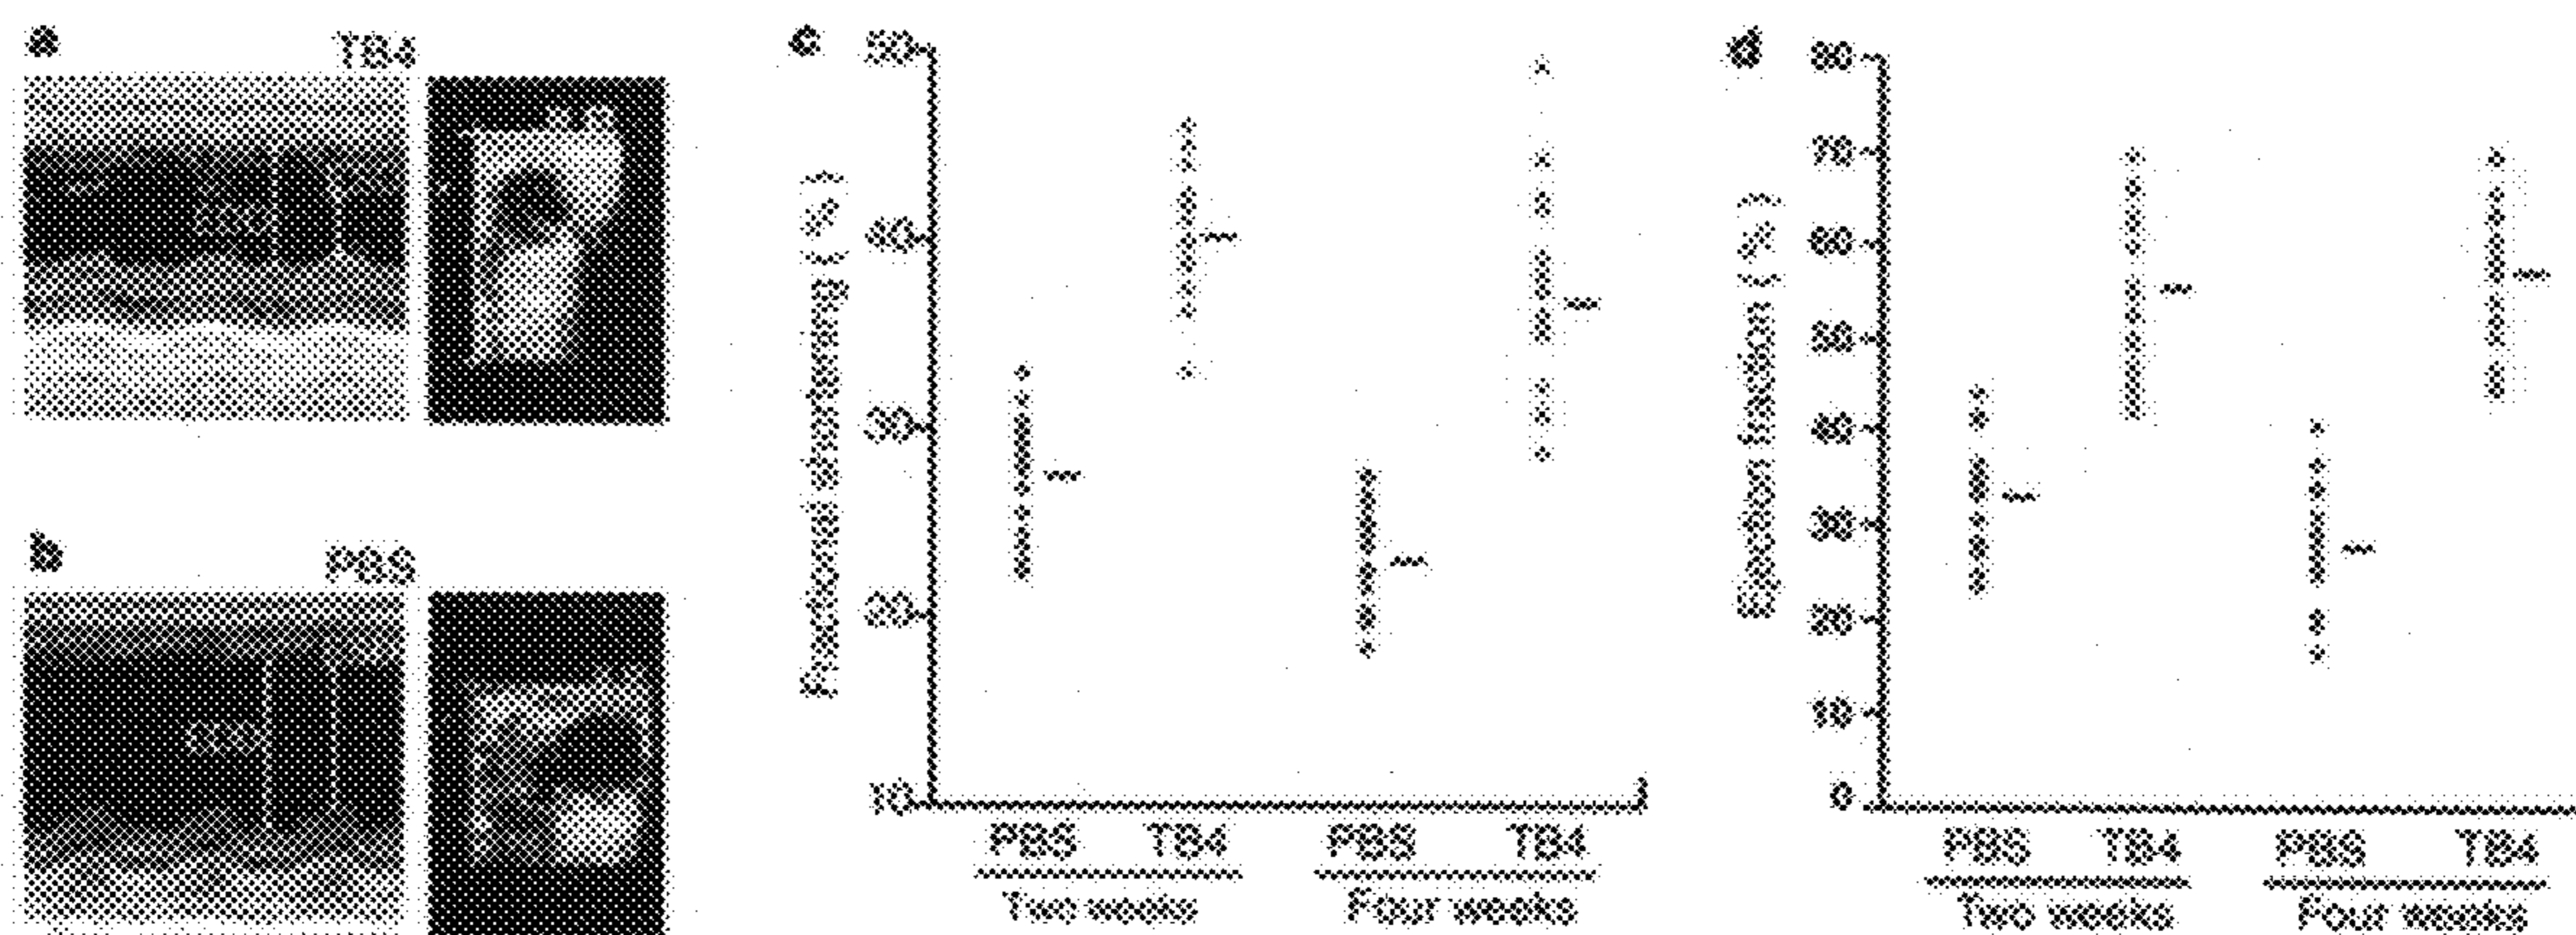 a
TB4
b
PBS
c
Fractional shortening (%)
50
40
30
20
10
PBS TB4 PBS TB4
Two weeks Four weeks
d
Ejection fraction (%)
80
70
60
50
40
30
20
10
0
PBS TB4 PBS TB4
Two weeks Four weeks